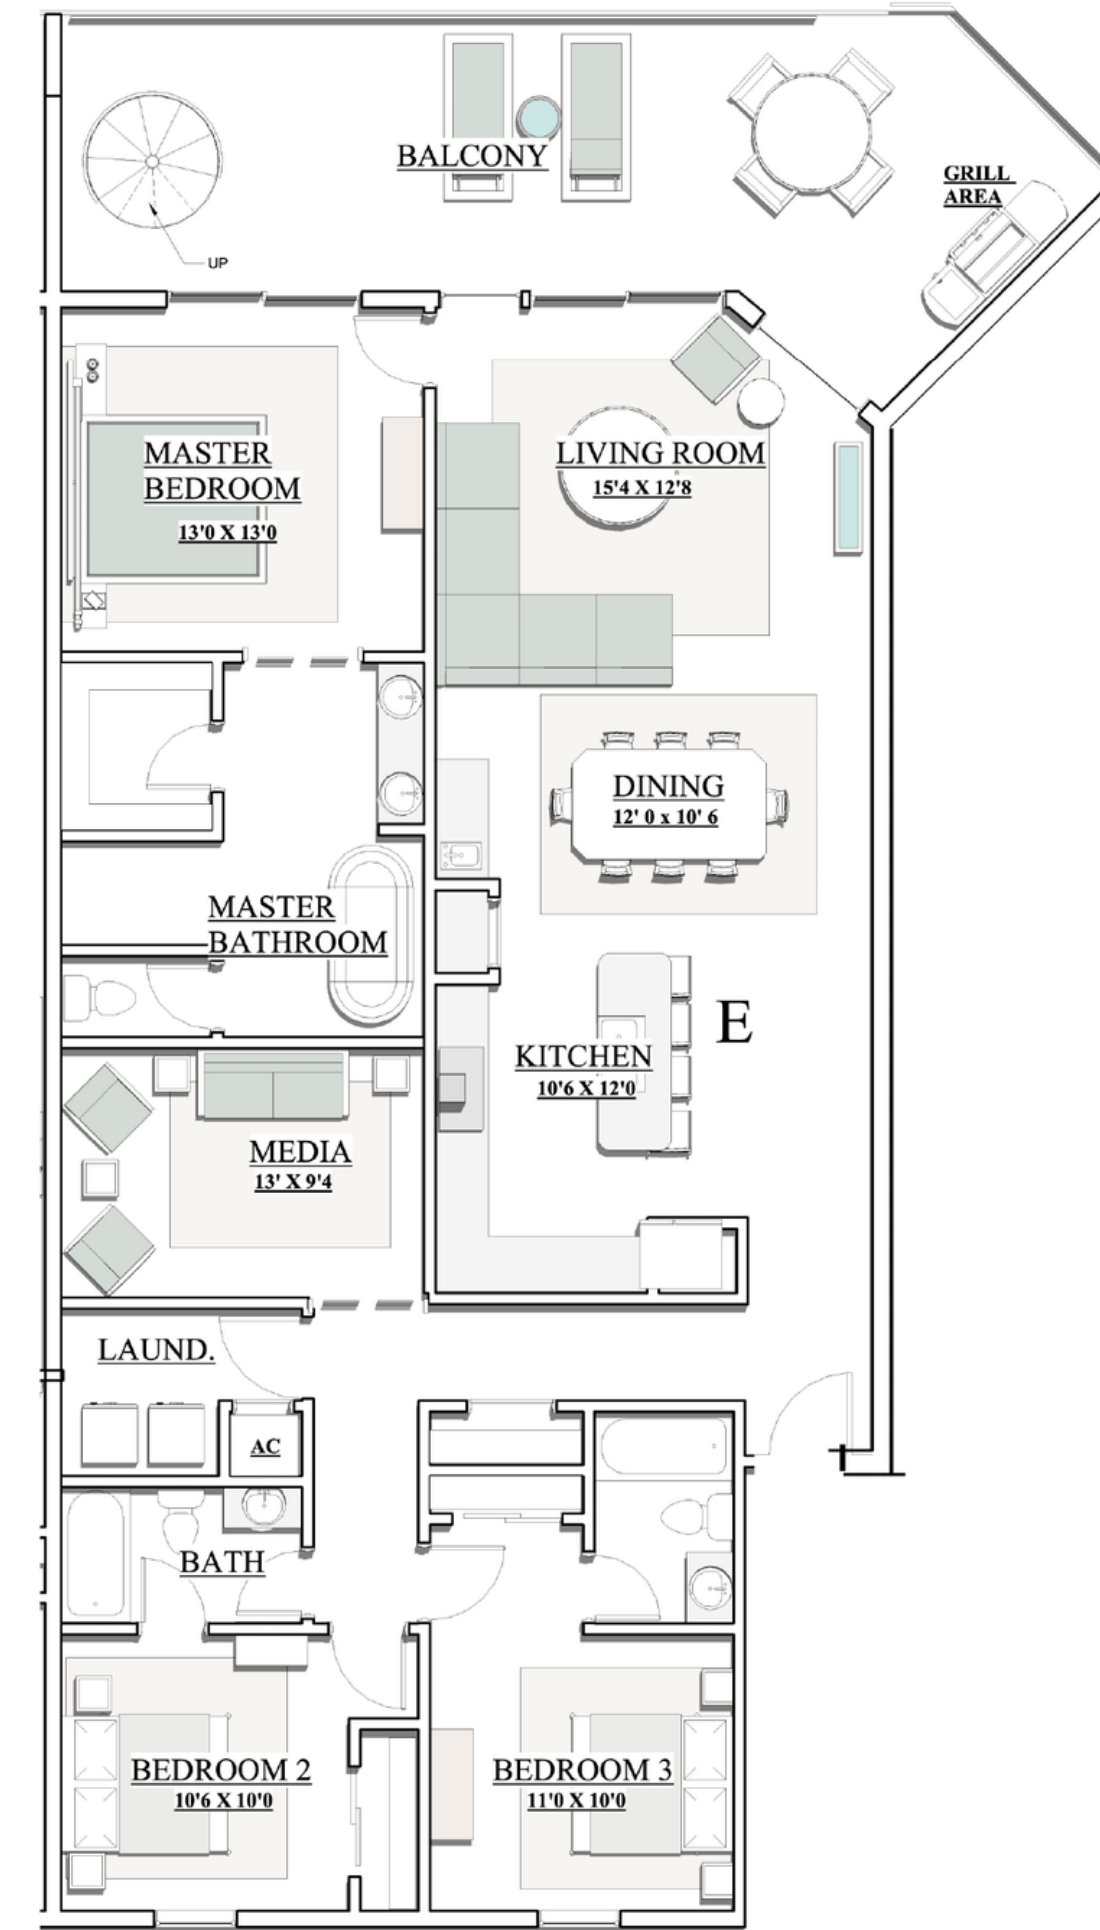 BALCONY
GRILL
AREA
UP
MASTER
BEDROOM
13'0 X 13'0
LIVING ROOM
15'4 X 12'8
DINING
12' 0 x 10' 6
MASTER
BATHROOM
E
KITCHEN
10'6 X 12'0
MEDIA
13' X 9'4
LAUND.
AC
BATH
BEDROOM 2
10'6 X 10'0
BEDROOM 3
11'0 X 10'0